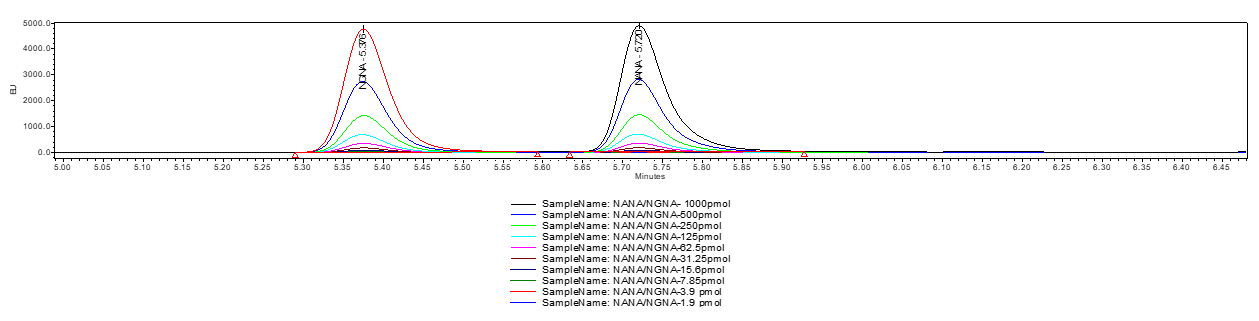 5000.0
4000.0
3000.0
2000.0
1000.0
0.0
EU
NGNA - 5.376
NANA - 5.720
5.00 5.05 5.10 5.15 5.20 5.25 5.30 5.35 5.40 5.45 5.50 5.55 5.60 5.65 5.70 5.75 5.80 5.85 5.90 5.95 6.00 6.05 6.10 6.15 6.20 6.25 6.30 6.35 6.40 6.45
Minutes
SampleName: NANA/NGNA- 1000pmol
SampleName: NANA/NGNA-500pmol
SampleName: NANA/NGNA-250pmol
SampleName: NANA/NGNA-125pmol
SampleName: NANA/NGNA-62.5pmol
SampleName: NANA/NGNA-31.25pmol
SampleName: NANA/NGNA-15.6pmol
SampleName: NANA/NGNA-7.85pmol
SampleName: NANA/NGNA-3.9 pmol
SampleName: NANA/NGNA-1.9 pmol